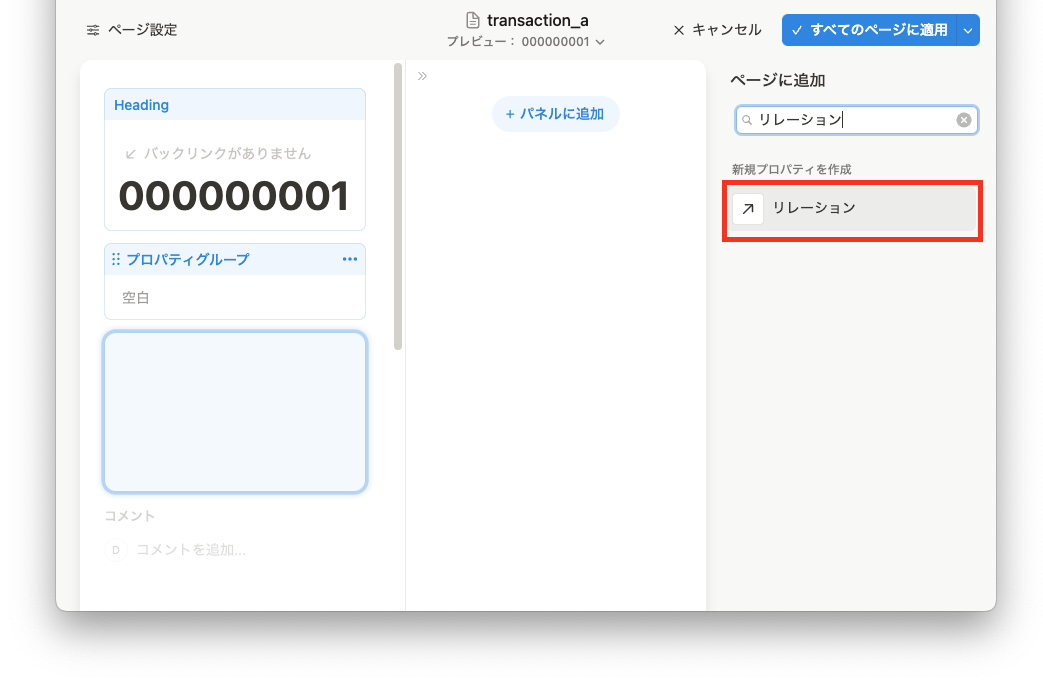 ページ設定
transaction_a
プレビュー： 000000001
キャンセル
すべてのページに適用
Heading
バックリンクがありません
000000001
プロパティグループ
空白
コメント
D コメントを追加...
+ パネルに追加
ページに追加
リレーション
新規プロパティを作成
リレーション